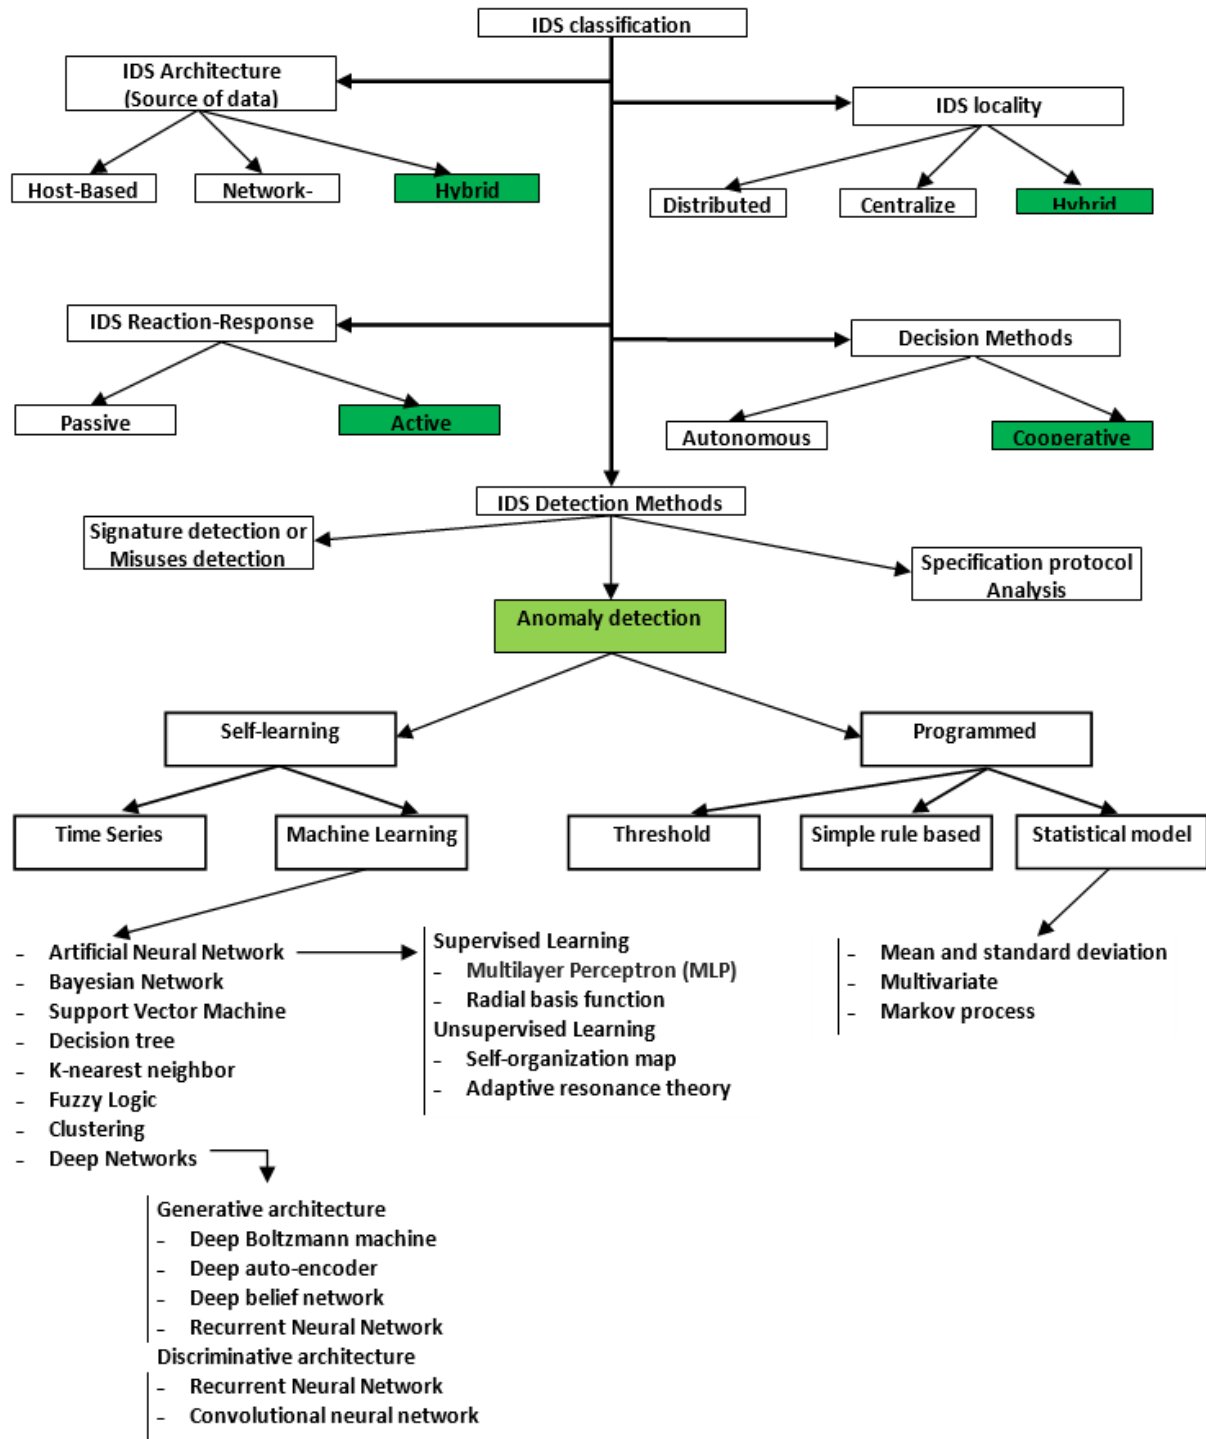 IDS classification
IDS Architecture
(Source of data)
IDS locality
Host-Based
Network-
Hybrid
Distributed
Centralize
Hybrid
IDS Reaction-Response
Decision Methods
Passive
Active
Autonomous
Cooperative
IDS Detection Methods
Signature detection or
Misuses detection
Specification protocol
Analysis
Anomaly detection
Self-learning
Programmed
Time Series
Machine Learning
Threshold
Simple rule based
Statistical model
- Artificial Neural Network
- Bayesian Network
- Support Vector Machine
- Decision tree
- K-nearest neighbor
- Fuzzy Logic
- Clustering
- Deep Networks
Supervised Learning
- Multilayer Perceptron (MLP)
- Radial basis function
Unsupervised Learning
- Self-organization map
- Adaptive resonance theory
- Mean and standard deviation
- Multivariate
- Markov process
Generative architecture
- Deep Boltzmann machine
- Deep auto-encoder
- Deep belief network
- Recurrent Neural Network
Discriminative architecture
- Recurrent Neural Network
- Convolutional neural network